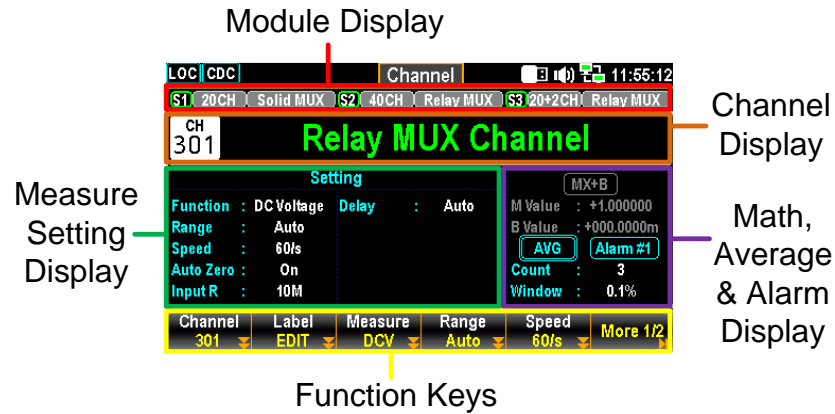 Module Display
LOC CDC Channel 11:55:12
S1 20CH Solid MUX S2 40CH Relay MUX S3 20+2CH Relay MUX
CH
301
Relay MUX Channel
Channel
Display
Measure
Setting
Display
Setting
Function : DC Voltage Delay : Auto
Range : Auto
Speed : 60/s
Auto Zero : On
Input R : 10M
MX+B
M Value : +1.000000
B Value : +000.0000m
AVG Alarm #1
Count : 3
Window : 0.1%
Math,
Average
& Alarm
Display
Channel Label Measure Range Speed More 1/2
301 EDIT DCV Auto 60/s
Function Keys